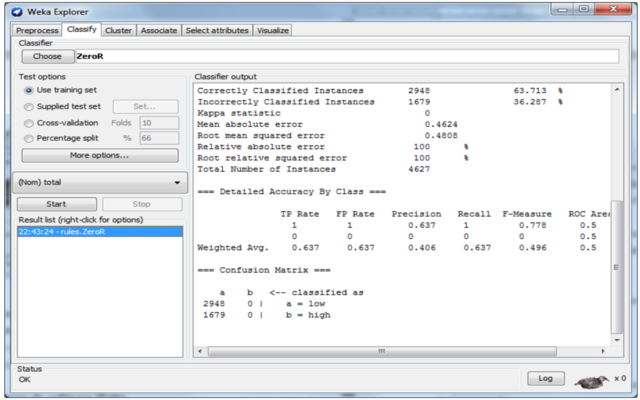 Weka Explorer
Preprocess Classify Cluster Associate Select attributes Visualize
Classifier
Choose ZeroR
Test options
Use training set
Supplied test set Set...
Cross-validation Folds 10
Percentage split % 66
More options...
(Nom) total
Start Stop
Result list (right-click for options)
22:43:24 - rules.ZeroR
Classifier output
Correctly Classified Instances 2948 63.713 %
Incorrectly Classified Instances 1679 36.287 %
Kappa statistic 0
Mean absolute error 0.4624
Root mean squared error 0.4808
Relative absolute error 100 %
Root relative squared error 100 %
Total Number of Instances 4627
=== Detailed Accuracy By Class ===
TP Rate FP Rate Precision Recall F-Measure ROC Area
1 1 0.637 1 0.778 0.5
0 0 0 0 0 0.5
Weighted Avg. 0.637 0.637 0.406 0.637 0.496 0.5
=== Confusion Matrix ===
a b <-- classified as
2948 0 | a = low
1679 0 | b = high
Status
OK
Log
x 0